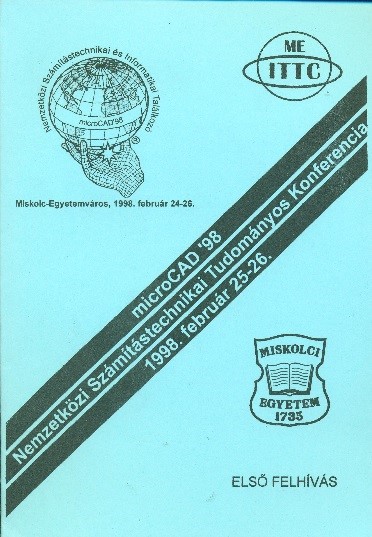 Nemzetközi Számítástechnikai és Informatikai Találkozó
microCAD'98
®
Miskolc-Egyetemváros, 1998. február 24-26.
ME
ITTC
microCAD '98
Nemzetközi Számítástechnikai Tudományos Konferencia
1998. február 25-26.
MISKOLCI
EGYETEM
1735
ELSŐ FELHÍVÁS